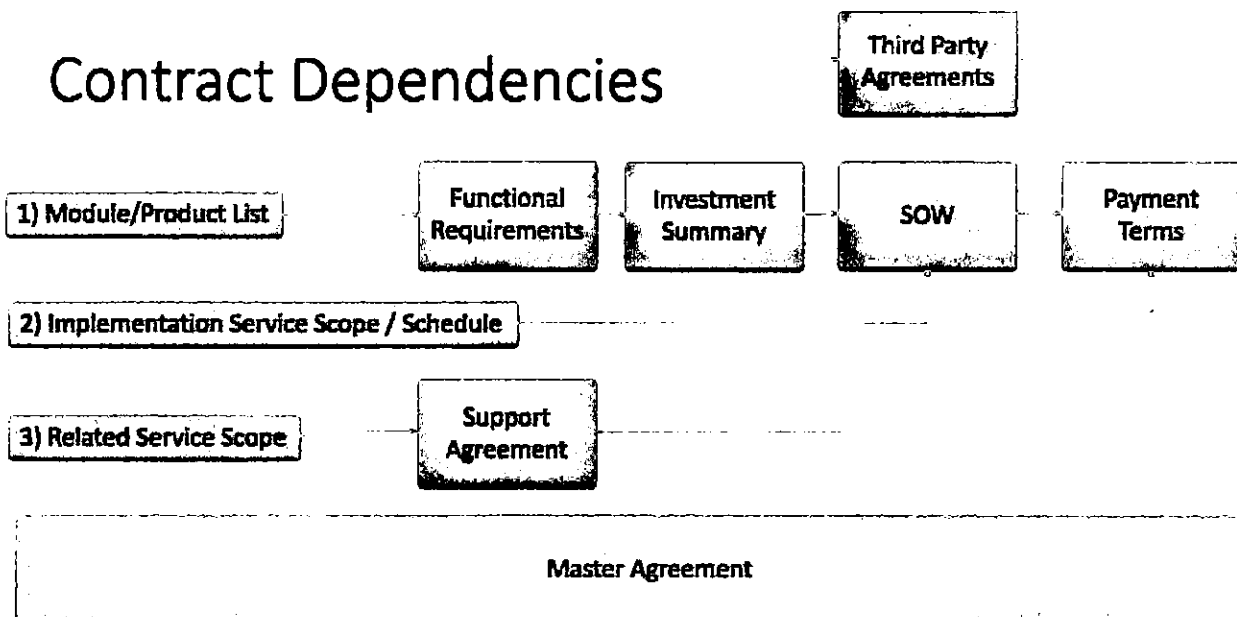 Contract Dependencies
Third Party
Agreements
1) Module/Product List
Functional
Requirements
Investment
Summary
SOW
Payment
Terms
2) Implementation Service Scope / Schedule
3) Related Service Scope
Support
Agreement
Master Agreement